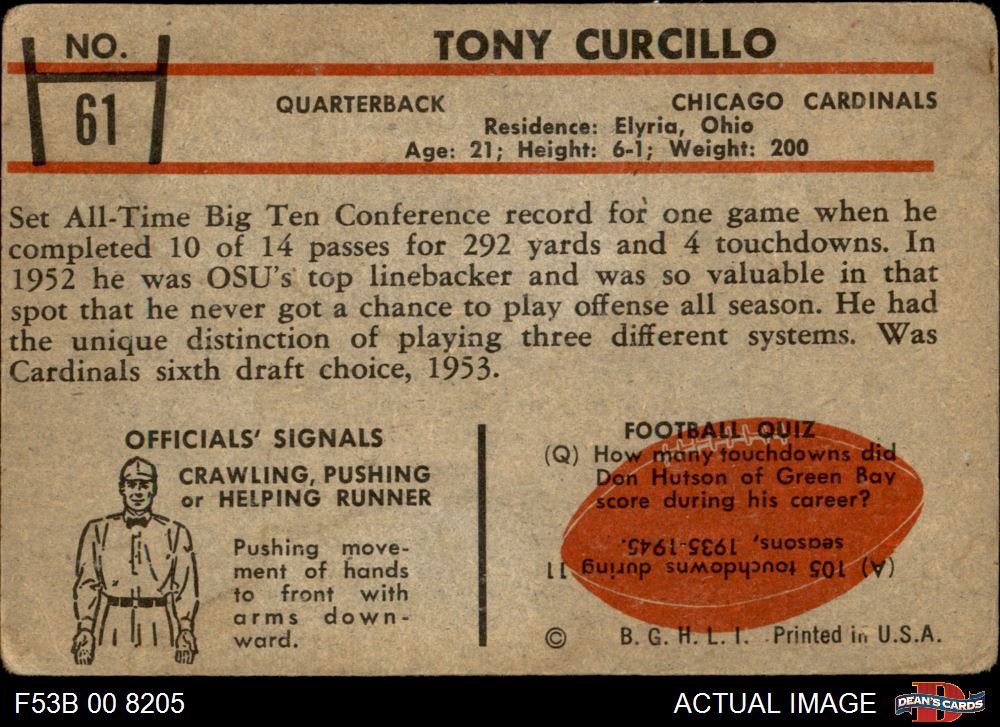 NO.
61
TONY CURCILLO
QUARTERBACK CHICAGO CARDINALS
Residence: Elyria, Ohio
Age: 21; Height: 6-1; Weight: 200
Set All-Time Big Ten Conference record for one game when he
completed 10 of 14 passes for 292 yards and 4 touchdowns. In
1952 he was OSU's top linebacker and was so valuable in that
spot that he never got a chance to play offense all season. He had
the unique distinction of playing three different systems. Was
Cardinals sixth draft choice, 1953.
OFFICIALS' SIGNALS
CRAWLING, PUSHING
or HELPING RUNNER
Pushing move-
ment of hands
to front with
arms down-
ward.
FOOTBALL QUIZ
(Q) How many touchdowns did
Don Hutson of Green Bay
score during his career?
(A) 105 touchdowns during 11
seasons, 1935-1945.
© B. G. H. L. I. Printed in U.S.A.
F53B 00 8205 ACTUAL IMAGE
D
DEAN'S CARDS